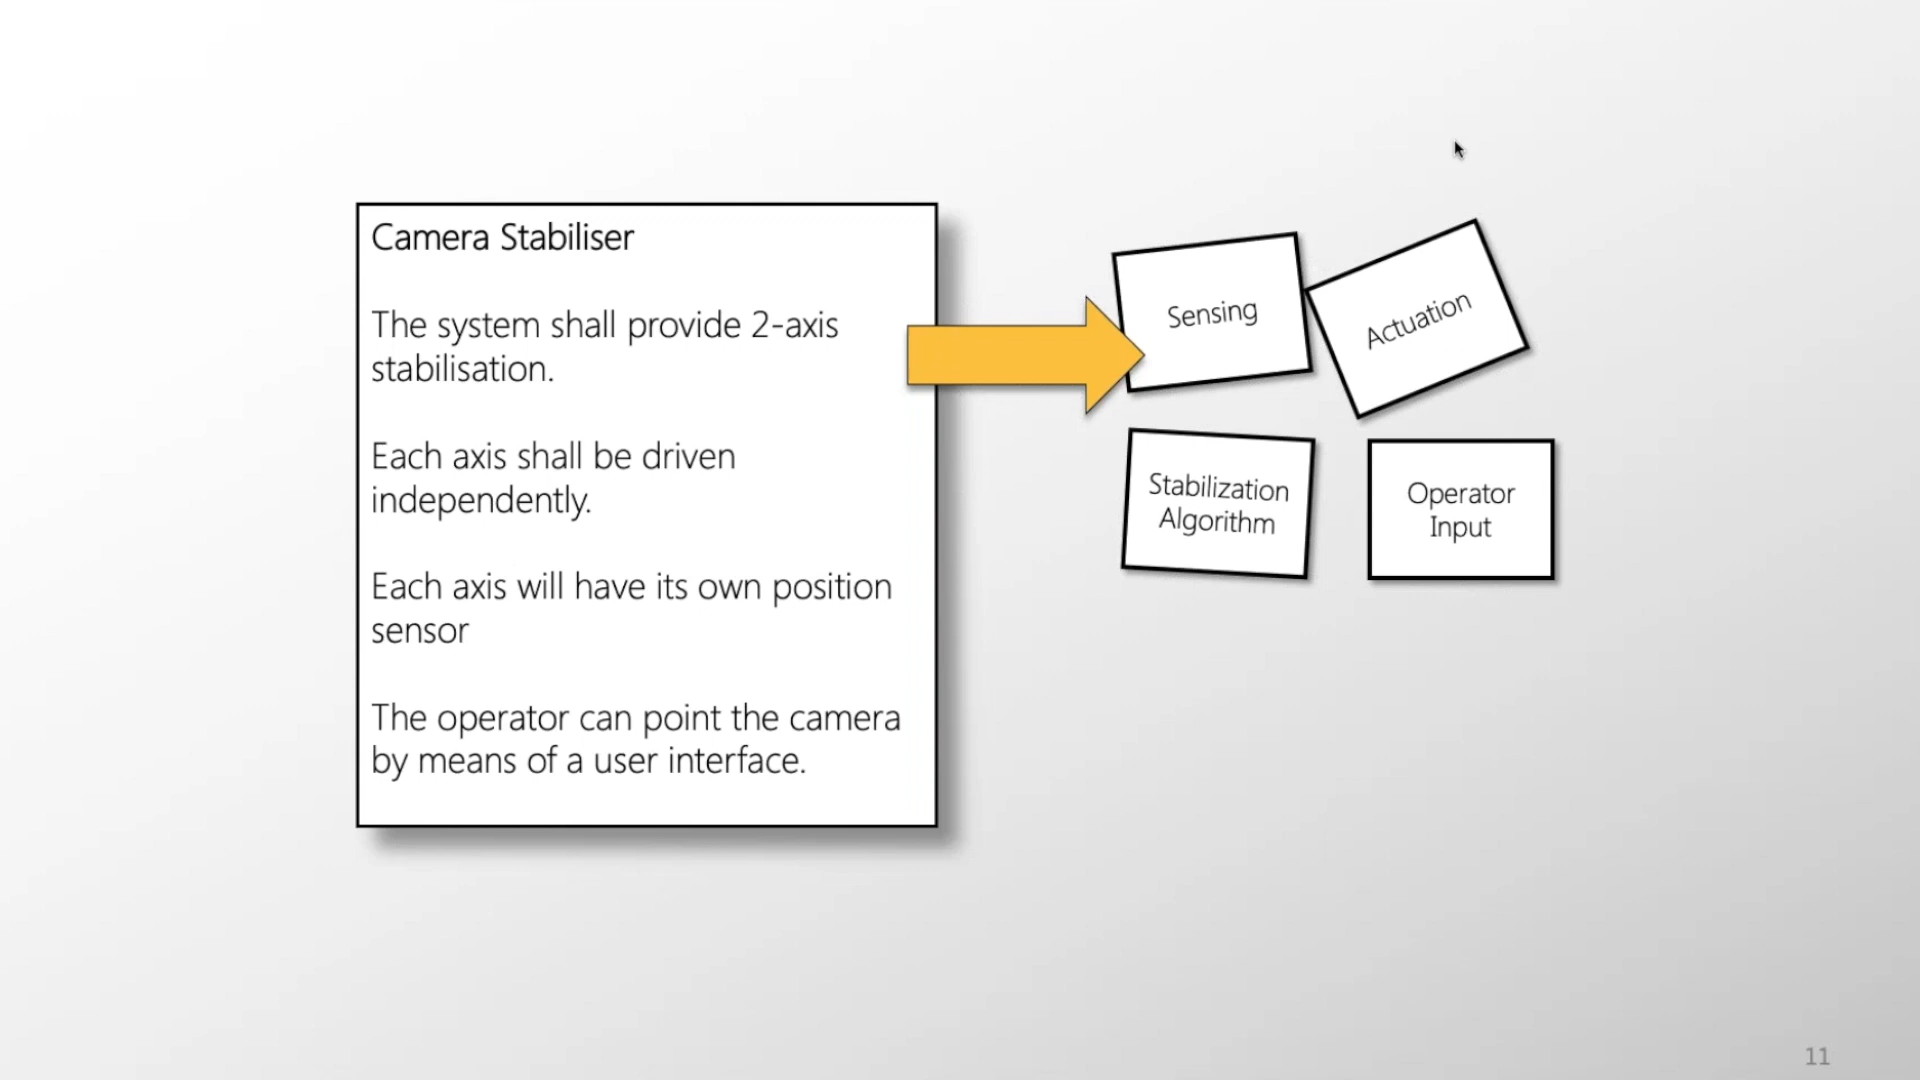 Camera Stabiliser
The system shall provide 2-axis
stabilisation.
Each axis shall be driven
independently.
Each axis will have its own position
sensor
The operator can point the camera
by means of a user interface.
Sensing
Actuation
Stabilization
Algorithm
Operator
Input
11